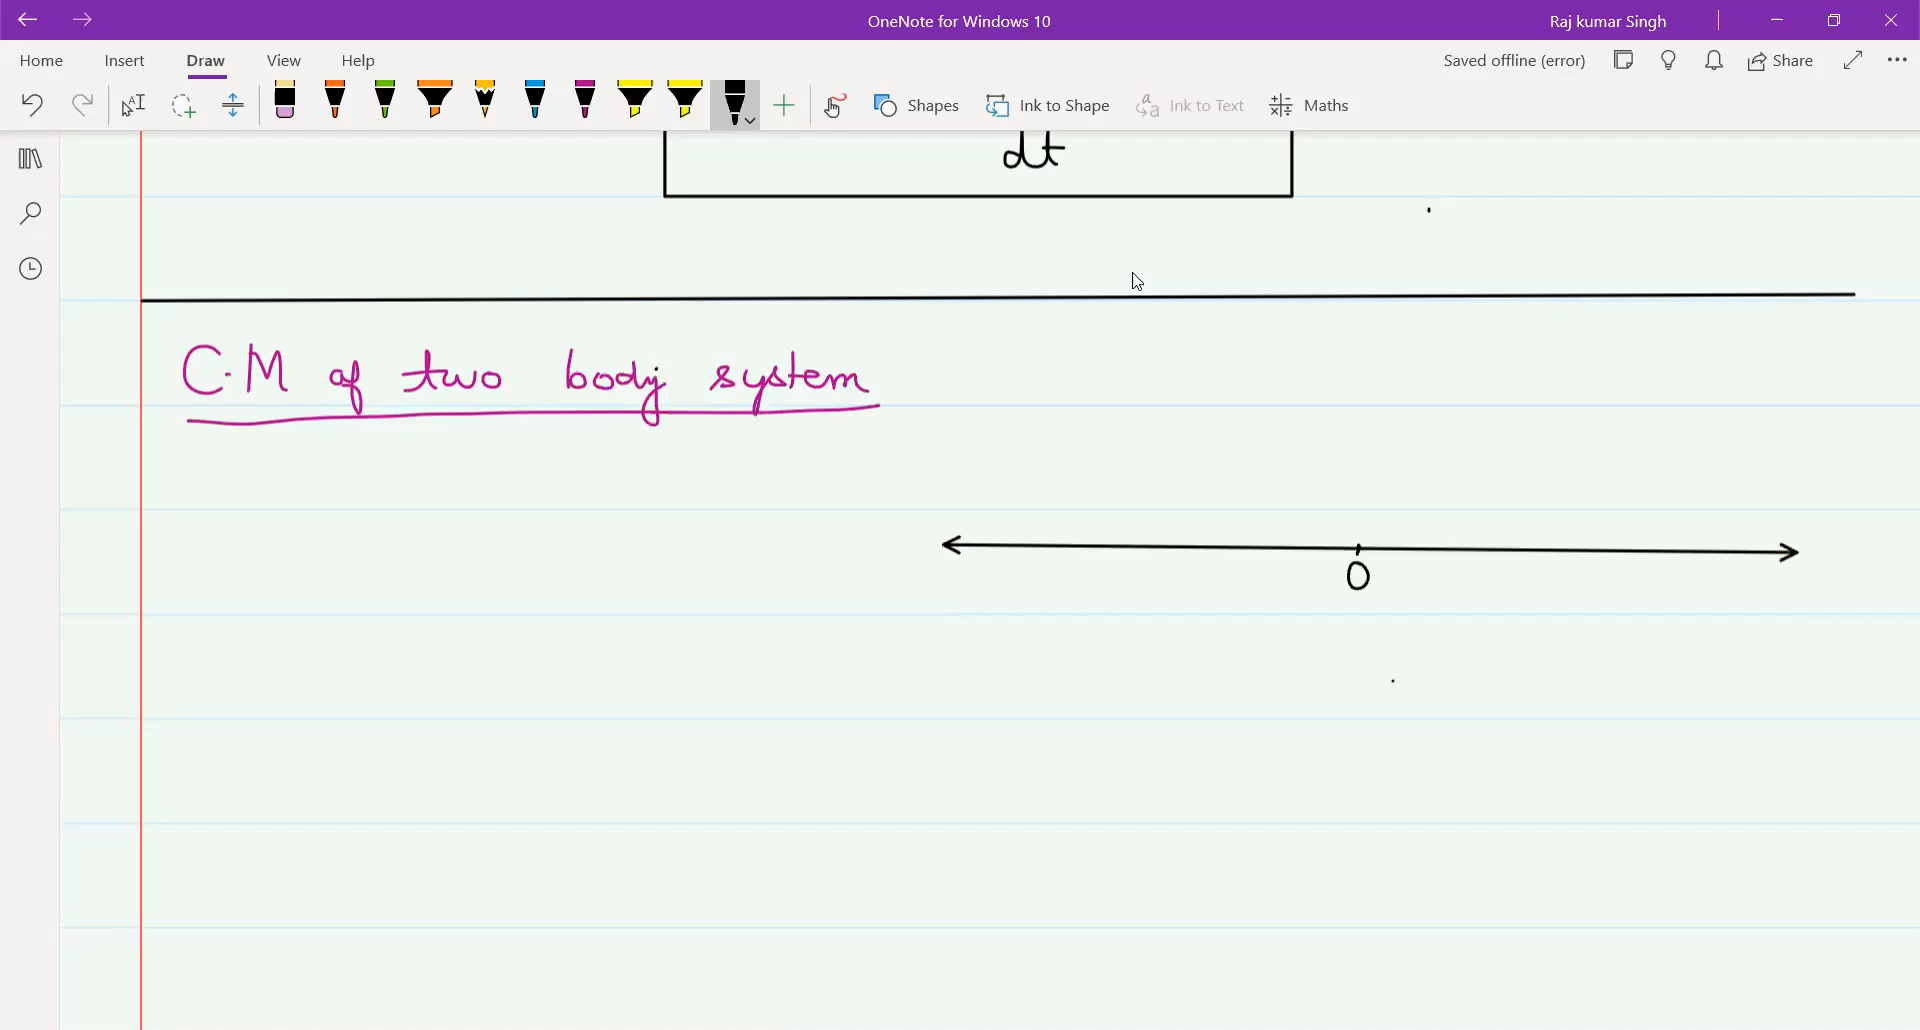 OneNote for Windows 10
Raj kumar Singh
Home Insert Draw View Help
Saved offline (error) Share
Shapes Ink to Shape Ink to Text Maths
dt
C.M of two body system
O